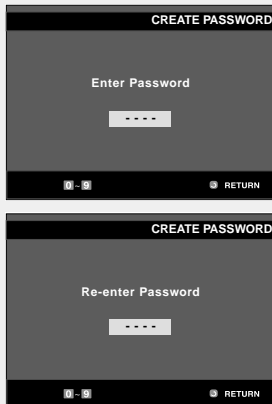 CREATE PASSWORD
Enter Password
- - - -
0 ~ 9 RETURN
CREATE PASSWORD
Re-enter Password
- - - -
0 ~ 9 RETURN